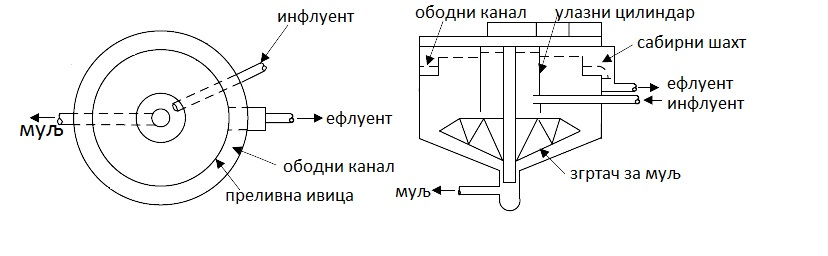 инфлуент
муљ
ефлуент
ободни канал
преливна ивица
ободни канал
улазни цилиндар
сабирни шахт
ефлуент
инфлуент
згртач за муљ
муљ